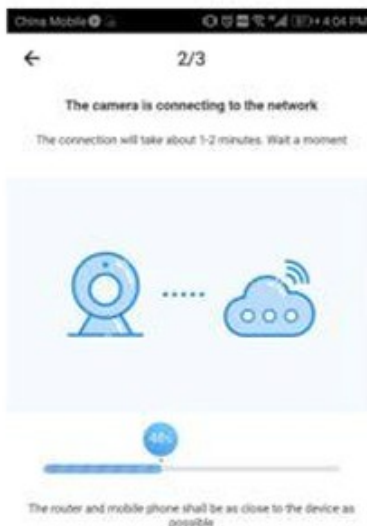 China Mobile 4:04 PM
2/3
The camera is connecting to the network
The connection will take about 1-2 minutes. Wait a moment
The router and mobile phone shall be as close to the device as
possible